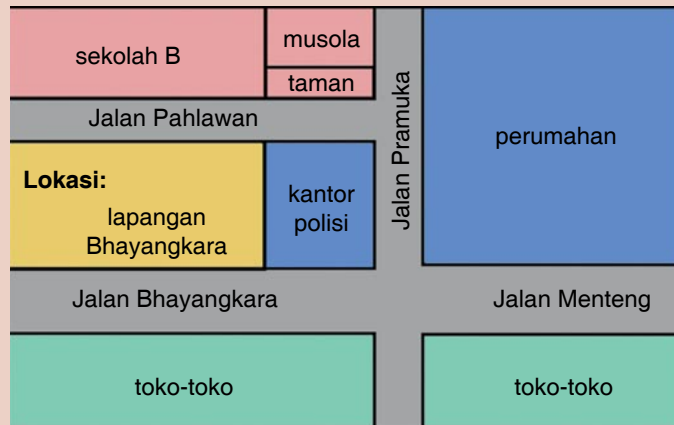 sekolah B
musola
taman
Jalan Pahlawan
Jalan Pramuka
perumahan
Lokasi:
lapangan
Bhayangkara
kantor
polisi
Jalan Bhayangkara
Jalan Menteng
toko-toko
toko-toko